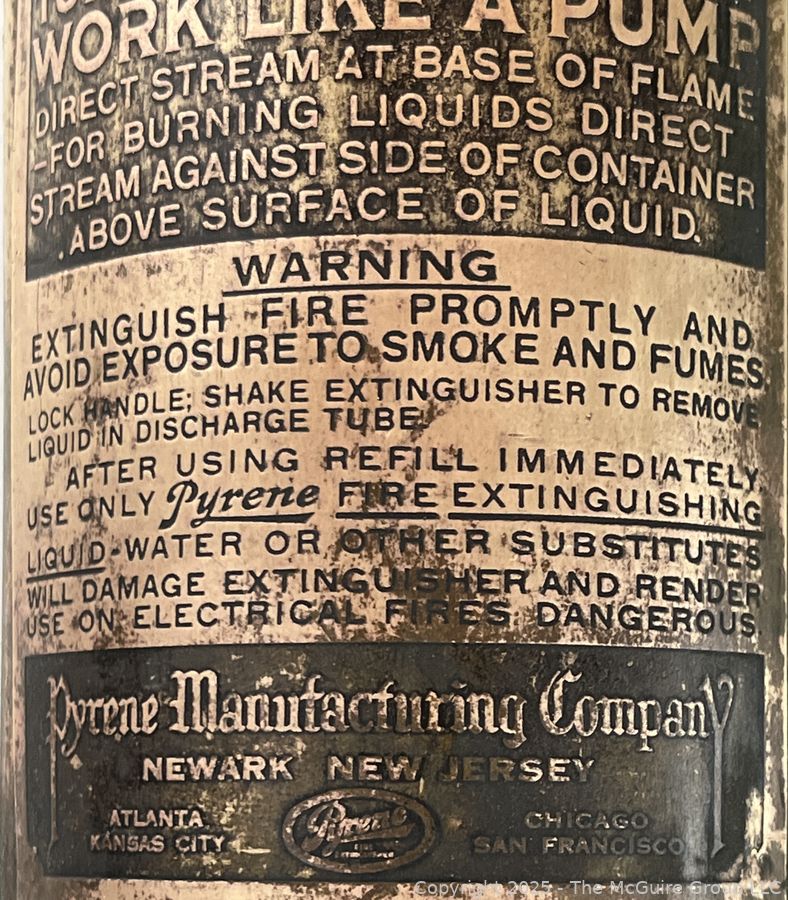 WORK LIKE A PUMP
DIRECT STREAM AT BASE OF FLAME
-FOR BURNING LIQUIDS DIRECT
STREAM AGAINST SIDE OF CONTAINER
ABOVE SURFACE OF LIQUID.
WARNING
EXTINGUISH FIRE PROMPTLY AND
AVOID EXPOSURE TO SMOKE AND FUMES.
LOCK HANDLE; SHAKE EXTINGUISHER TO REMOVE
LIQUID IN DISCHARGE TUBE.
AFTER USING REFILL IMMEDIATELY.
USE ONLY Pyrene FIRE EXTINGUISHING
LIQUID-WATER OR OTHER SUBSTITUTES
WILL DAMAGE EXTINGUISHER AND RENDER
USE ON ELECTRICAL FIRES DANGEROUS.
Pyrene Manufacturing Company
NEWARK NEW JERSEY
ATLANTA
KANSAS CITY
Pyrene
CHICAGO
SAN FRANCISCO
Copyright 2025 - The McGuire Group LLC